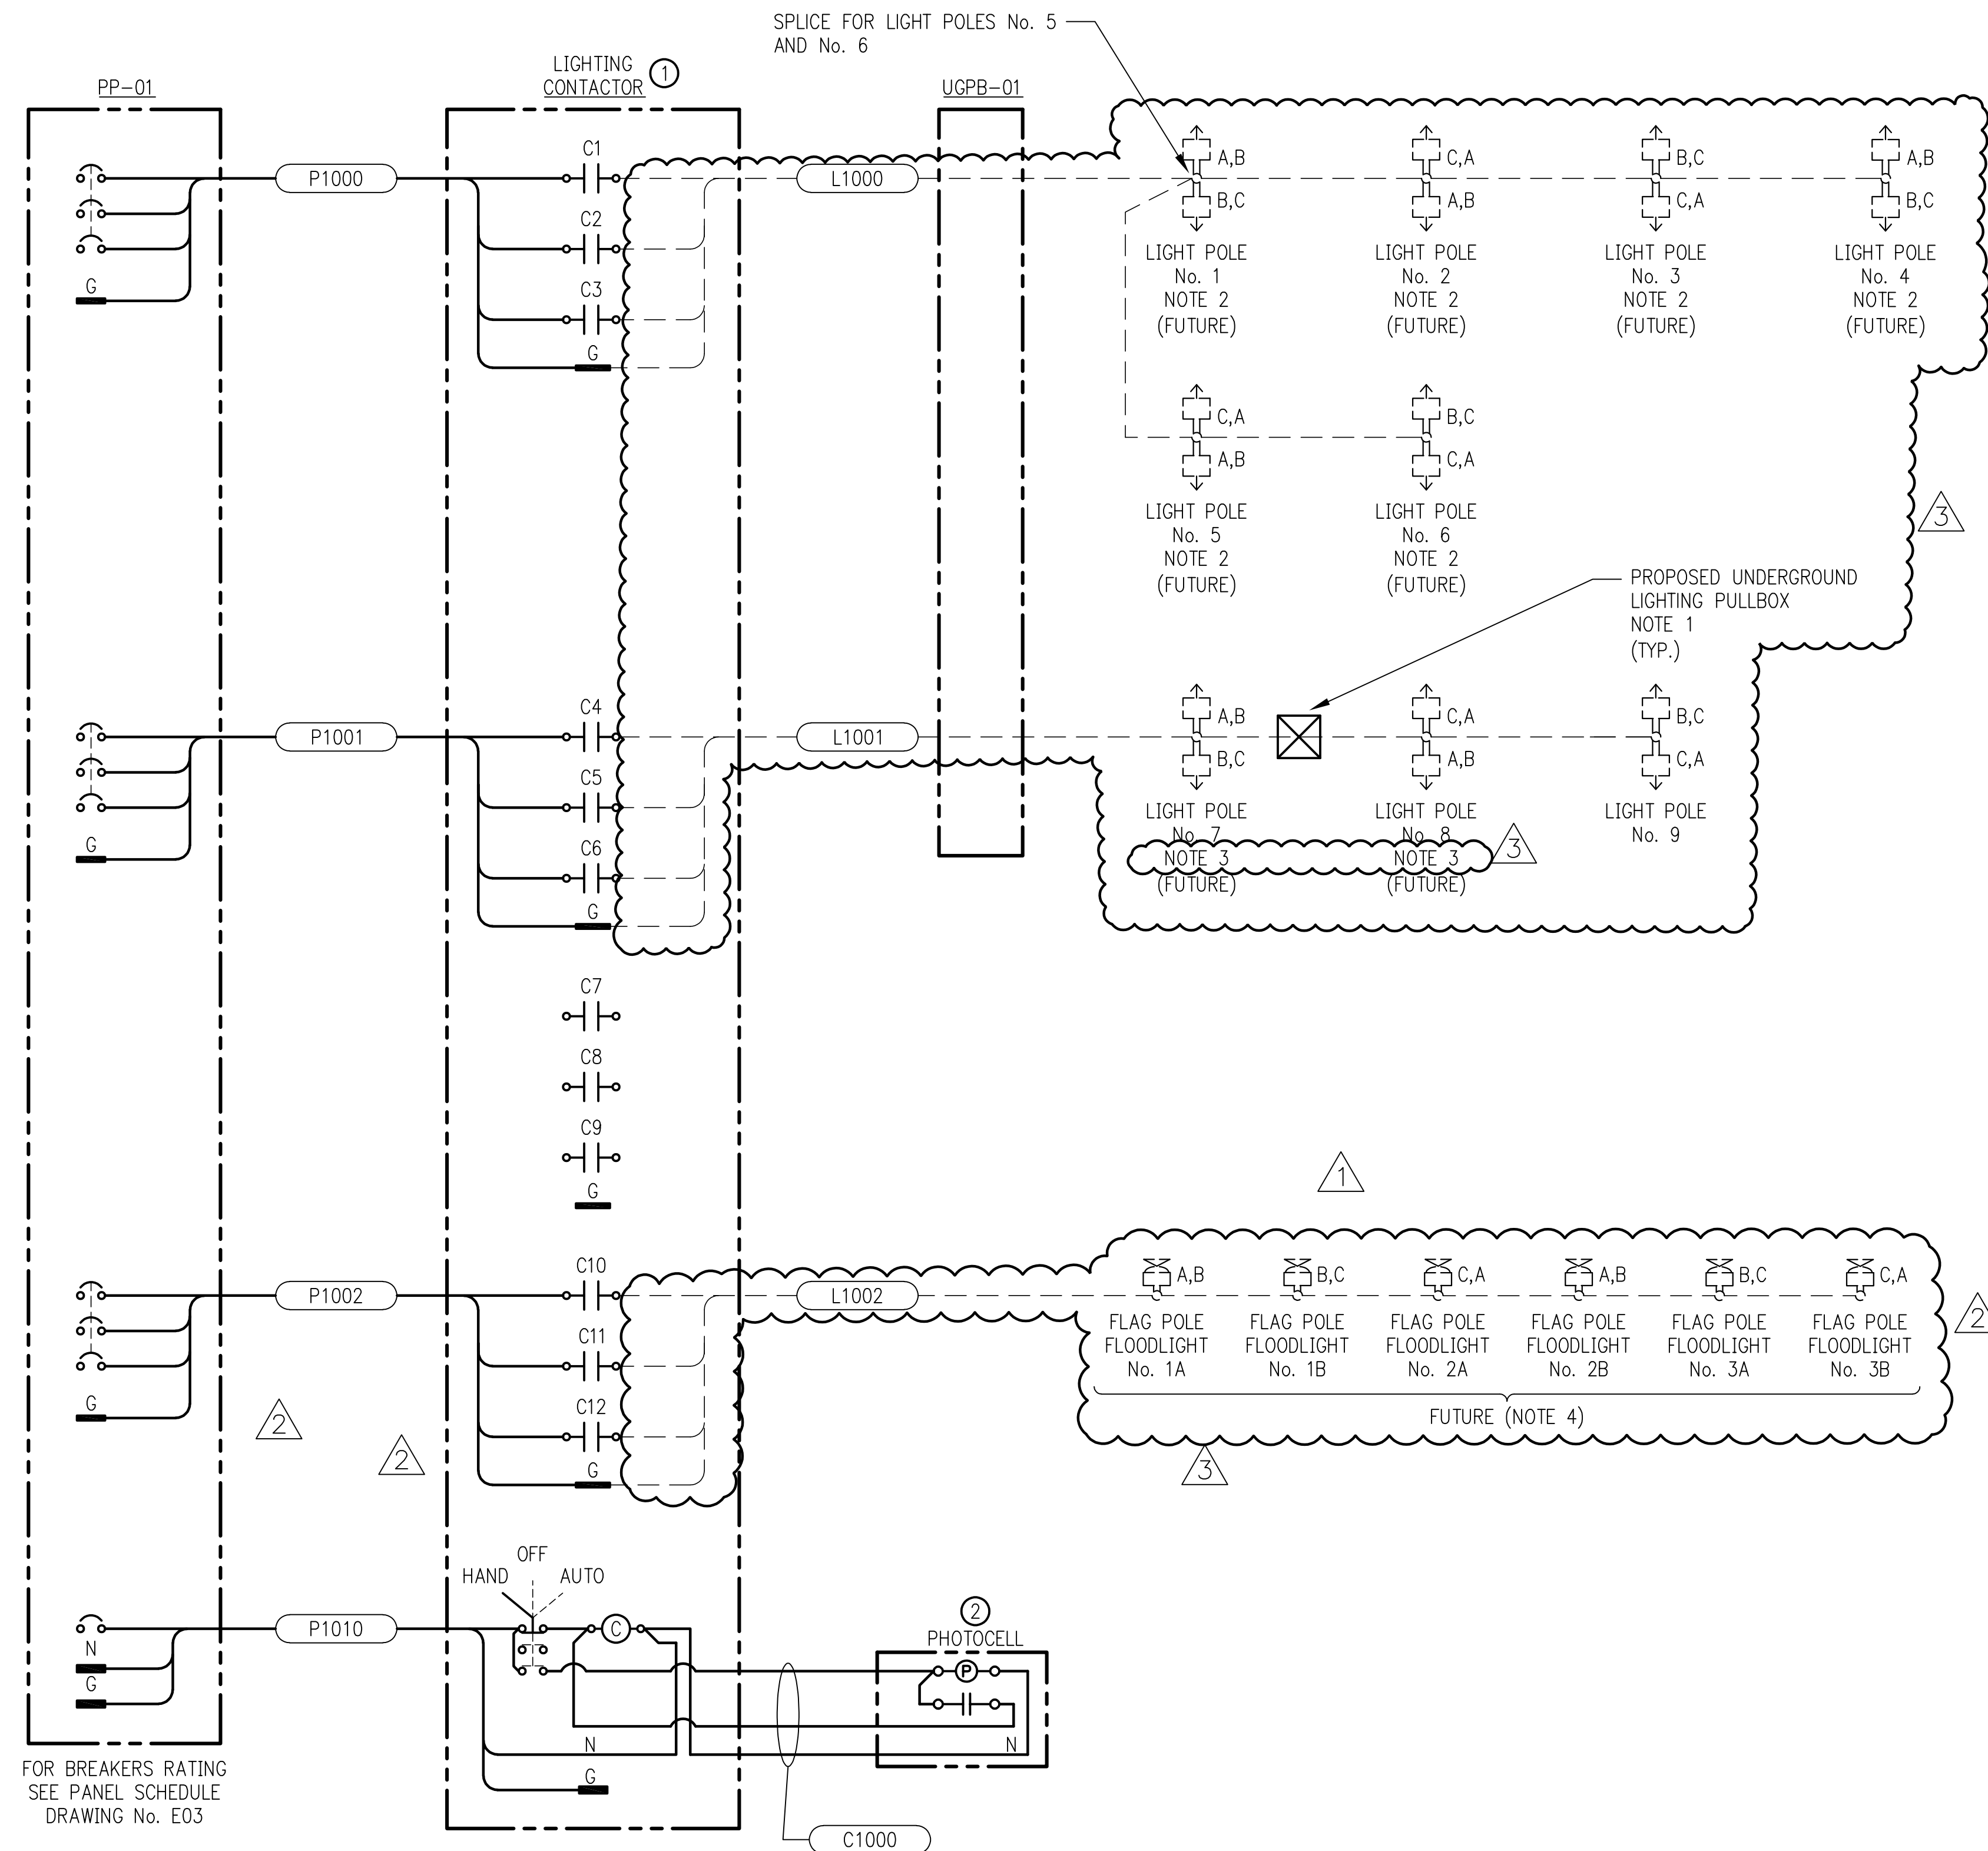 SPLICE FOR LIGHT POLES No. 5
AND No. 6
PP-01
LIGHTING
CONTACTOR
1
UGPB-01
P1000
G
C1
C2
C3
G
L1000
A,B
B,C
LIGHT POLE
No. 1
NOTE 2
(FUTURE)
C,A
A,B
LIGHT POLE
No. 2
NOTE 2
(FUTURE)
B,C
C,A
LIGHT POLE
No. 3
NOTE 2
(FUTURE)
A,B
B,C
LIGHT POLE
No. 4
NOTE 2
(FUTURE)
C,A
A,B
LIGHT POLE
No. 5
NOTE 2
(FUTURE)
B,C
C,A
LIGHT POLE
No. 6
NOTE 2
(FUTURE)
3
PROPOSED UNDERGROUND
LIGHTING PULLBOX
NOTE 1
(TYP.)
P1001
G
C4
C5
C6
G
L1001
A,B
B,C
LIGHT POLE
No. 7
NOTE 3
(FUTURE)
C,A
A,B
LIGHT POLE
No. 8
NOTE 3
(FUTURE)
3
B,C
C,A
LIGHT POLE
No. 9
C7
C8
C9
G
1
P1002
G
2
2
C10
C11
C12
G
L1002
A,B
FLAG POLE
FLOODLIGHT
No. 1A
B,C
FLAG POLE
FLOODLIGHT
No. 1B
C,A
FLAG POLE
FLOODLIGHT
No. 2A
A,B
FLAG POLE
FLOODLIGHT
No. 2B
B,C
FLAG POLE
FLOODLIGHT
No. 3A
C,A
FLAG POLE
FLOODLIGHT
No. 3B
2
FUTURE (NOTE 4)
3
OFF
HAND
AUTO
P1010
N
G
C
N
G
2
PHOTOCELL
P
N
C1000
FOR BREAKERS RATING
SEE PANEL SCHEDULE
DRAWING No. E03